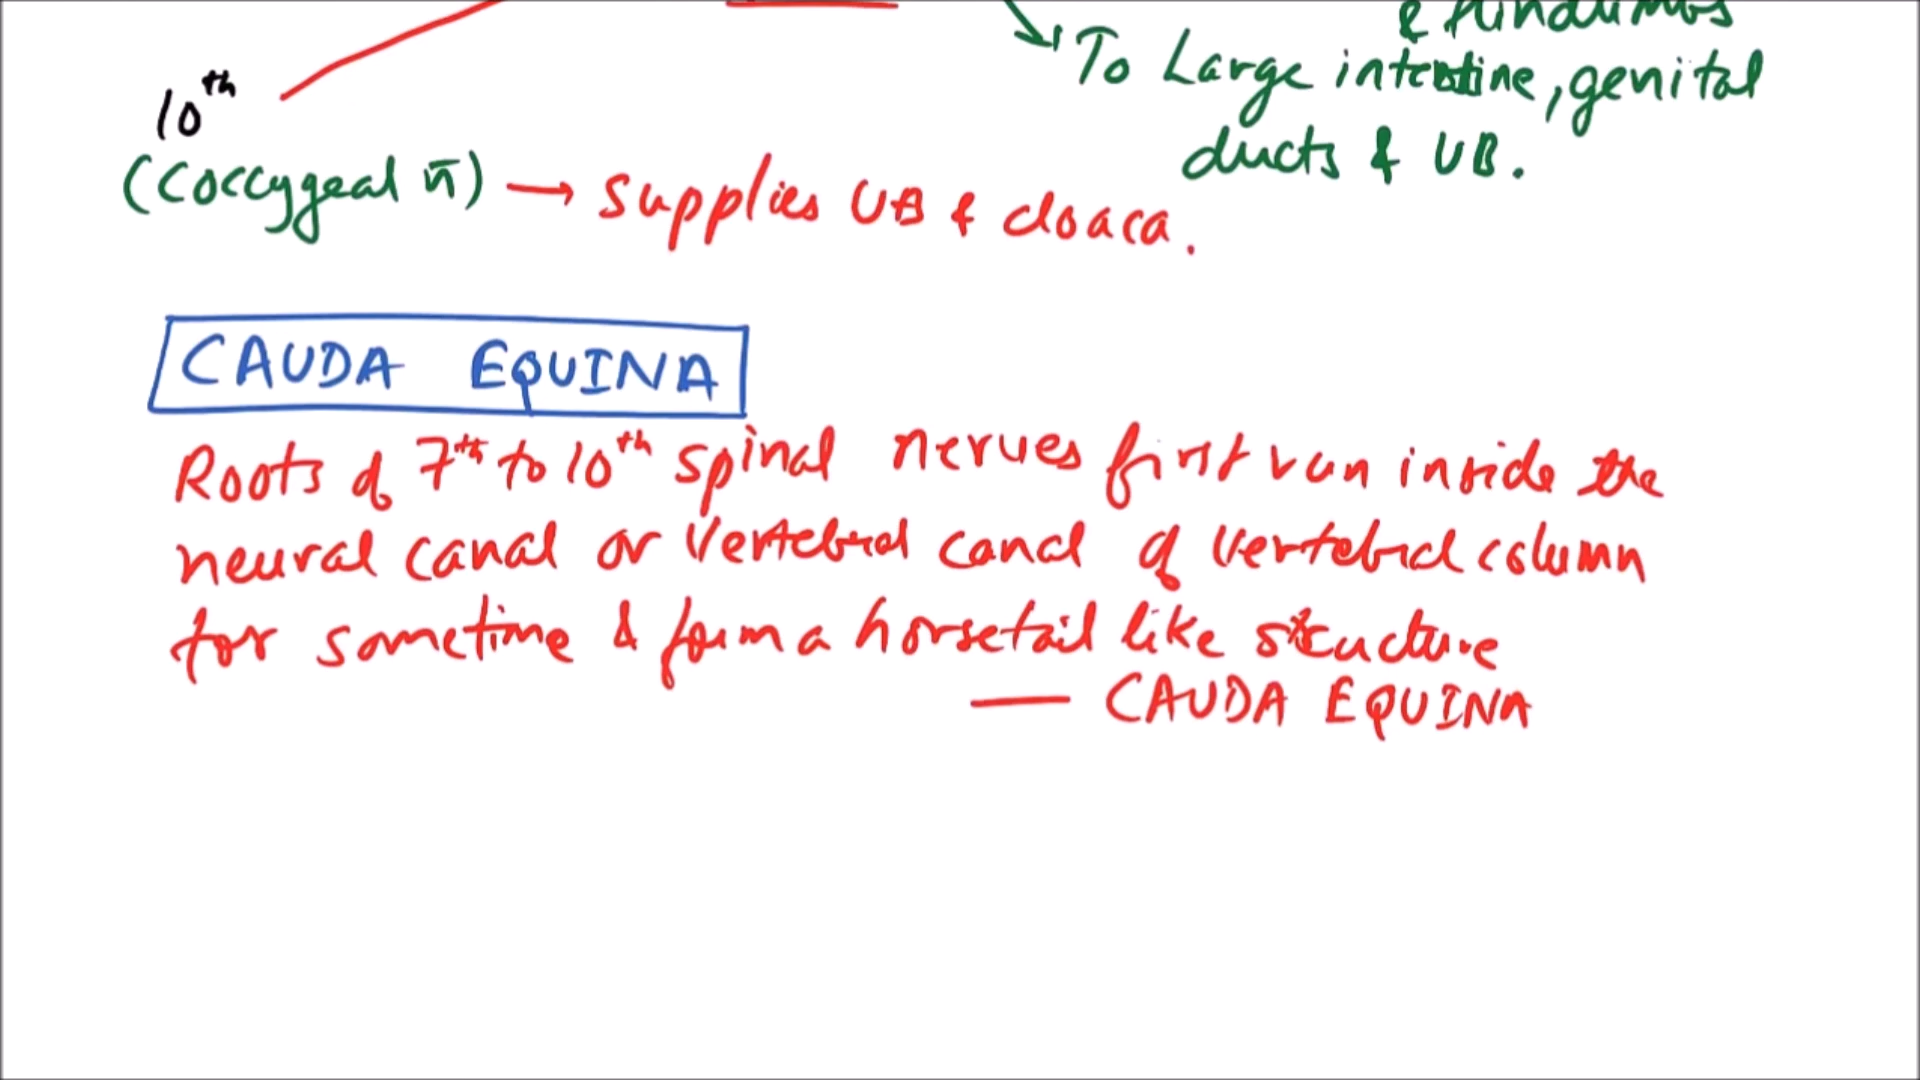 & Hindlimbs
To Large intestine, genital
ducts & UB.
10th
(Coccygeal n̄) → Supplies UB & cloaca.
CAUDA EQUINA
Roots of 7th to 10th spinal nerves first run inside the
neural canal or vertebral canal of vertebral column
for sometime & form a horsetail like structure
— CAUDA EQUINA